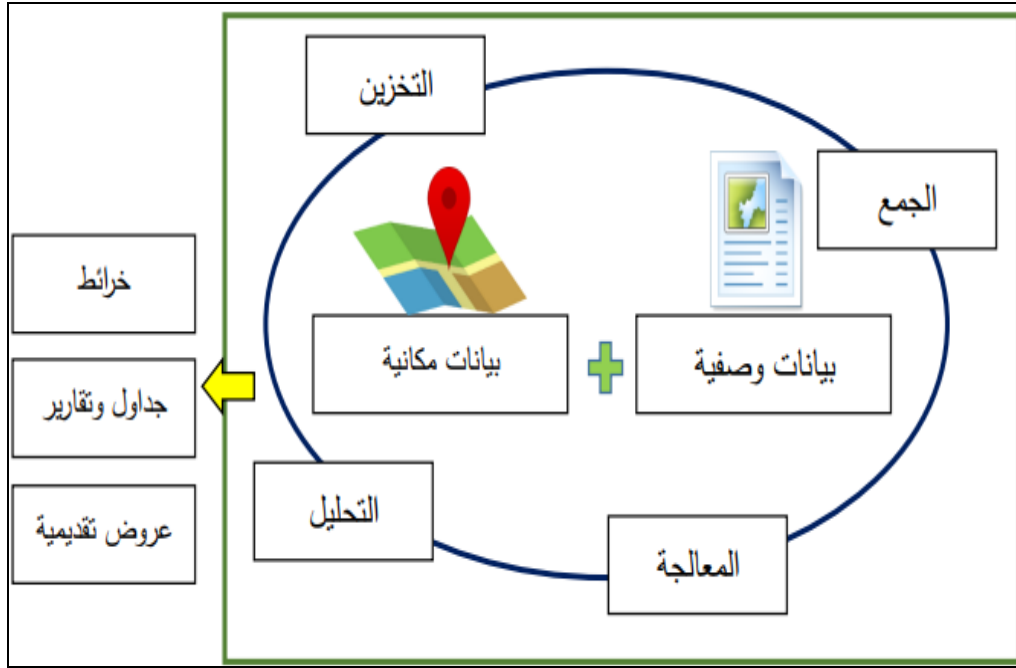 التخزين
الجمع
بيانات وصفية
بيانات مكانية
المعالجة
التحليل
خرائط
جداول وتقارير
عروض تقديمية